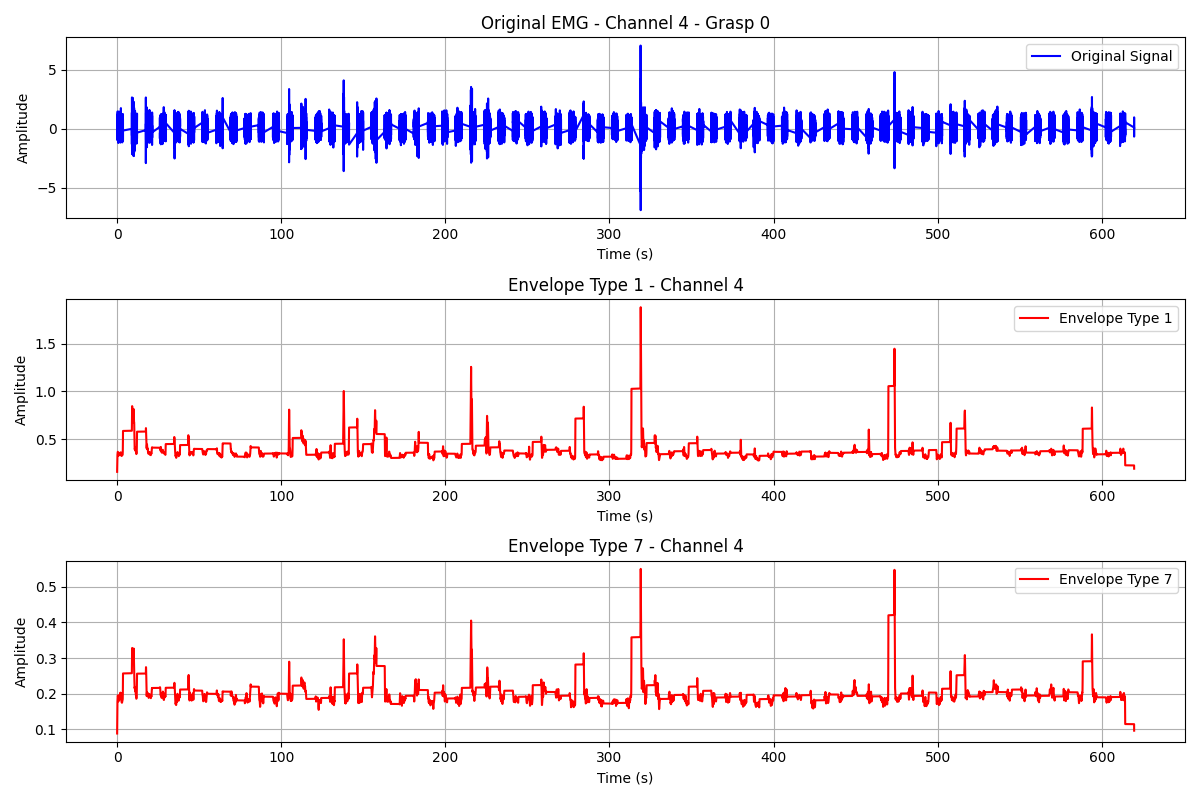 Original EMG - Channel 4 - Grasp 0
Original Signal
Amplitude
5
0
−5
0 100 200 300 400 500 600
Time (s)
Envelope Type 1 - Channel 4
Envelope Type 1
Amplitude
1.5
1.0
0.5
0 100 200 300 400 500 600
Time (s)
Envelope Type 7 - Channel 4
Envelope Type 7
Amplitude
0.5
0.4
0.3
0.2
0.1
0 100 200 300 400 500 600
Time (s)